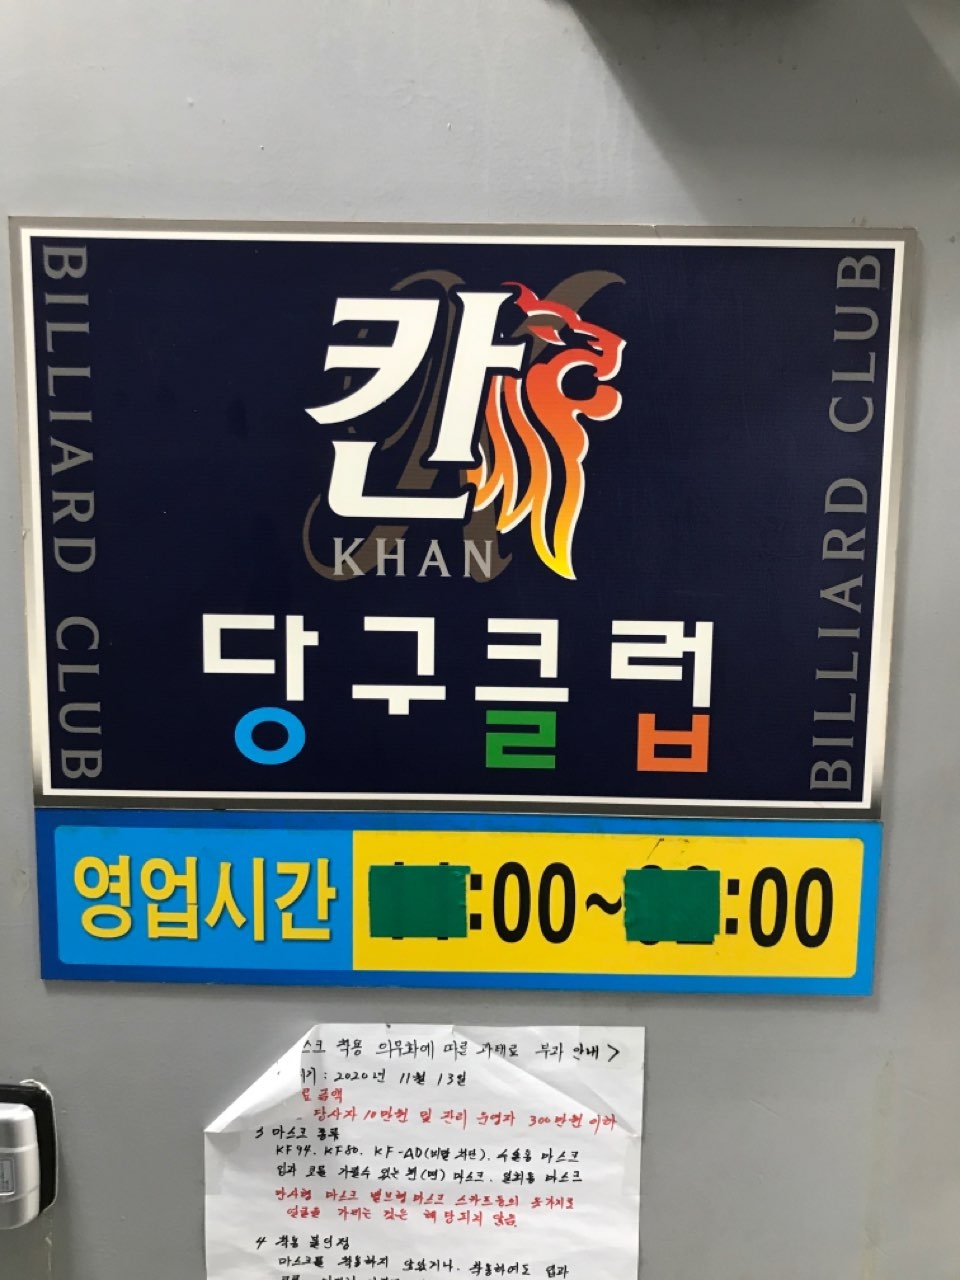 BILLIARD CLUB
칸
KHAN
당구클럽
BILLIARD CLUB
영업시간 :00~ :00
착용 의무화에 따른 과태료 부과 안내 >
: 2020년 11월 13일
료 금액
당사자 10만원 및 관리 운영자 300만원 이하
3 마스크 종류
KF94. KF80. KF-AD(비말 차단). 수술용 마스크
입과 코를 가릴수 있는 천(면) 마스크. 일회용 마스크
망사형 마스크 밸브형 마스크 스카프등의 옷가지로
얼굴을 가리는 것은 해당되지 않음
4 착용 불인정
마스크를 착용하지 않았거나. 착용하여도 입과